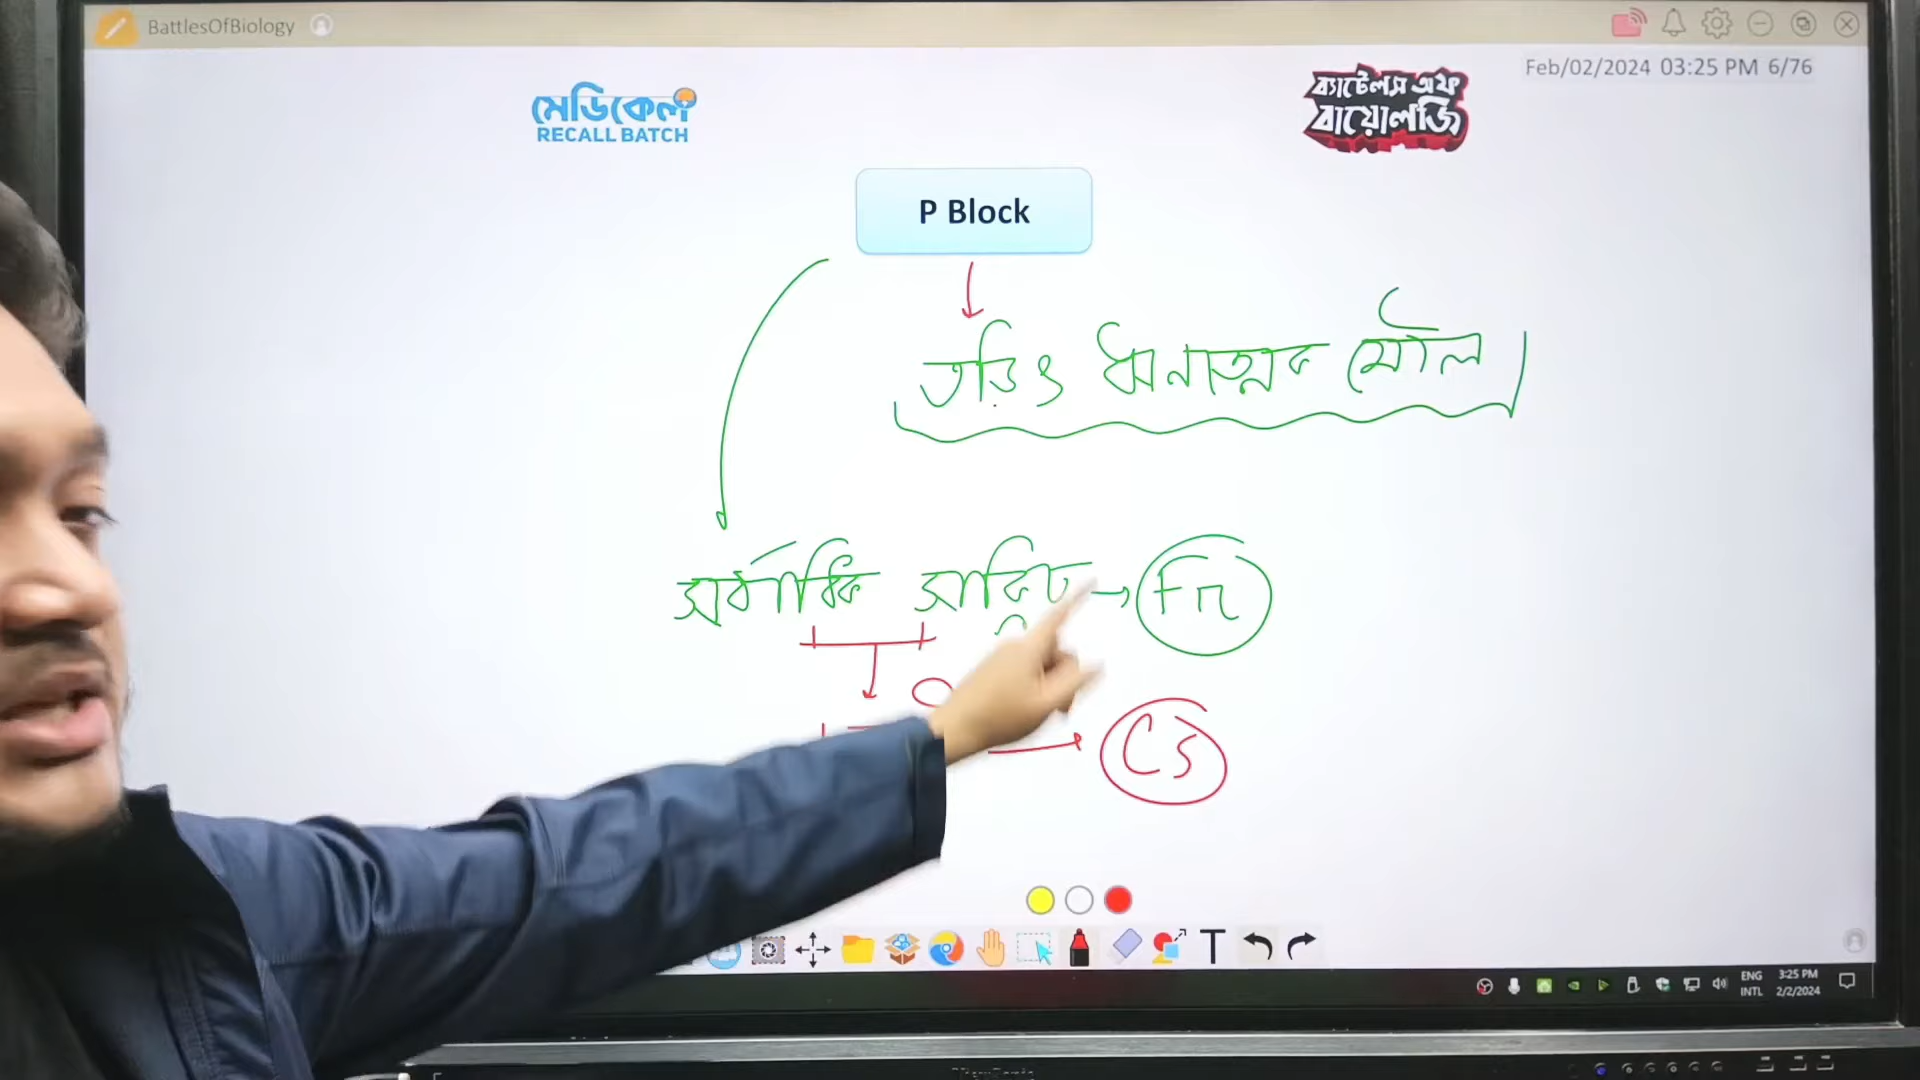 BattlesOfBiology
Feb/02/2024 03:25 PM 6/76
মেডিকেল
RECALL BATCH
ব্যাটেলস এফ
বায়োলজি
P Block
তড়িৎ ধনাত্মক মৌল
সর্বাধিক সক্রিয় → Fr
Cs
T
ENG
INTL
3:25 PM
2/2/2024